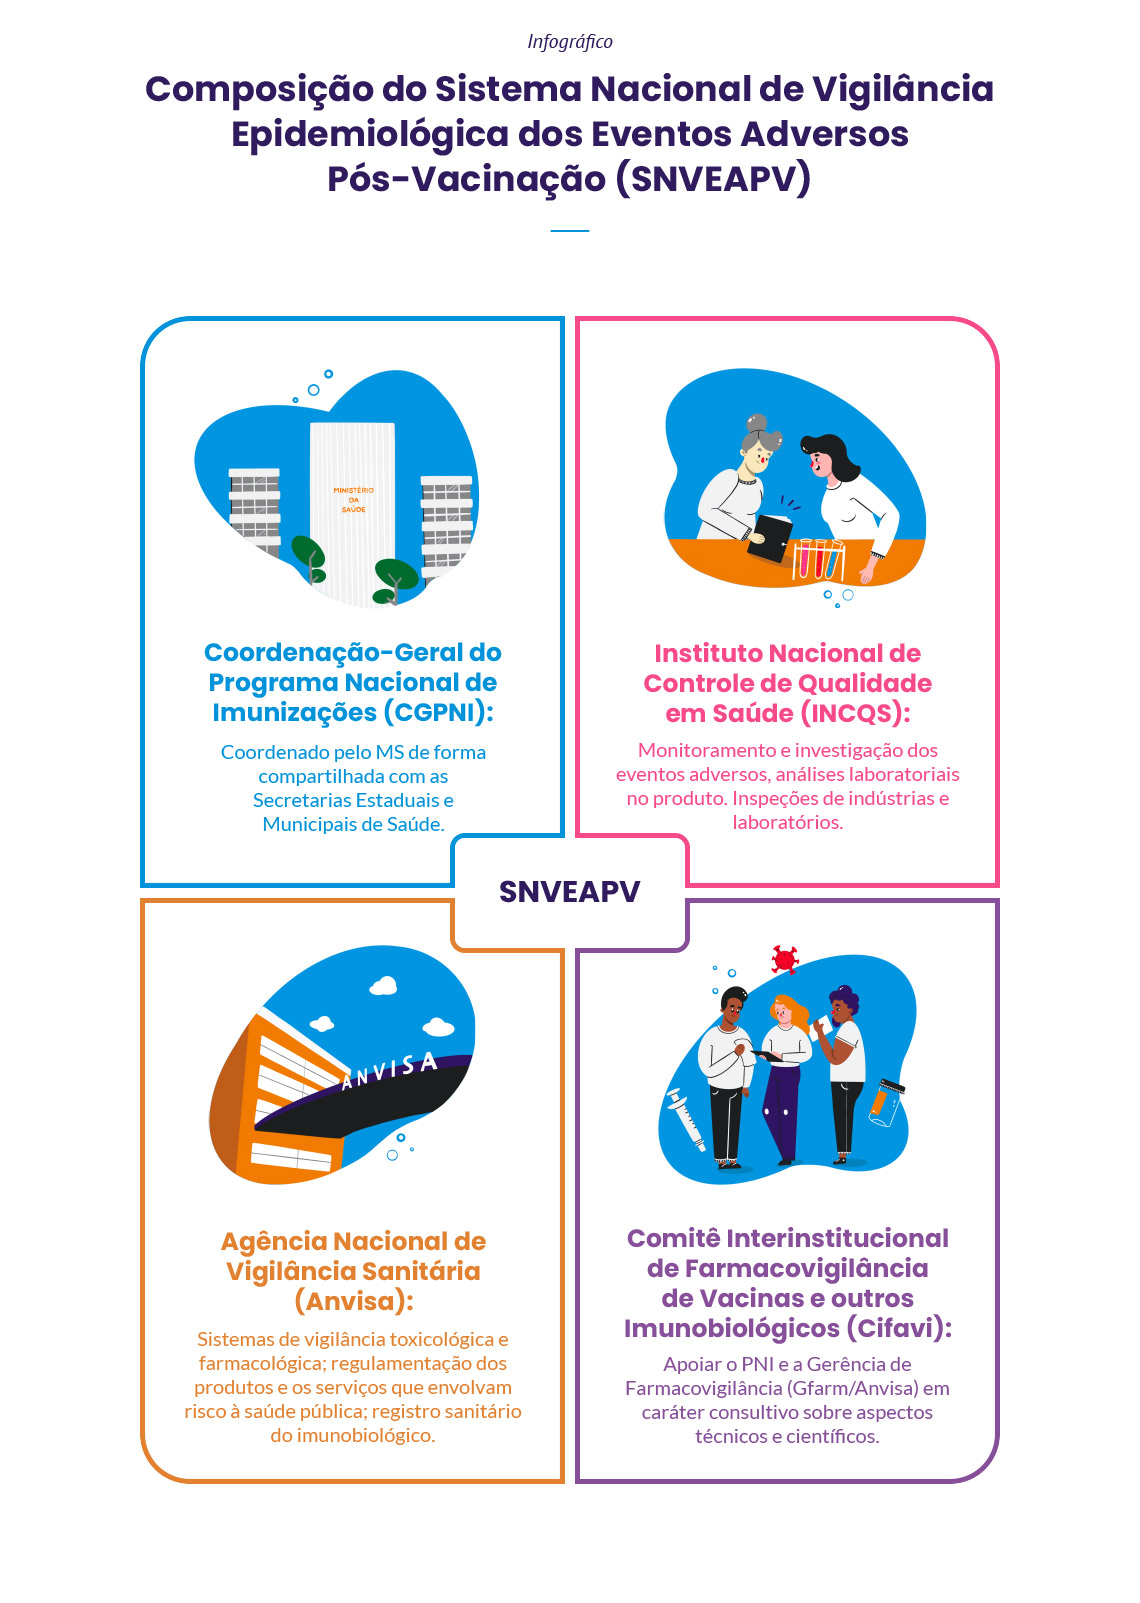 Infográfico
Composição do Sistema Nacional de Vigilância
Epidemiológica dos Eventos Adversos
Pós-Vacinação (SNVEAPV)
MINISTÉRIO
DA
SAÚDE
Coordenação-Geral do
Programa Nacional de
Imunizações (CGPNI):
Coordenado pelo MS de forma
compartilhada com as
Secretarias Estaduais e
Municipais de Saúde.
Instituto Nacional de
Controle de Qualidade
em Saúde (INCQS):
Monitoramento e investigação dos
eventos adversos, análises laboratoriais
no produto. Inspeções de indústrias e
laboratórios.
SNVEAPV
ANVISA
Agência Nacional de
Vigilância Sanitária
(Anvisa):
Sistemas de vigilância toxicológica e
farmacológica; regulamentação dos
produtos e os serviços que envolvam
risco à saúde pública; registro sanitário
do imunobiológico.
Comitê Interinstitucional
de Farmacovigilância
de Vacinas e outros
Imunobiológicos (Cifavi):
Apoiar o PNI e a Gerência de
Farmacovigilância (Gfarm/Anvisa) em
caráter consultivo sobre aspectos
técnicos e científicos.